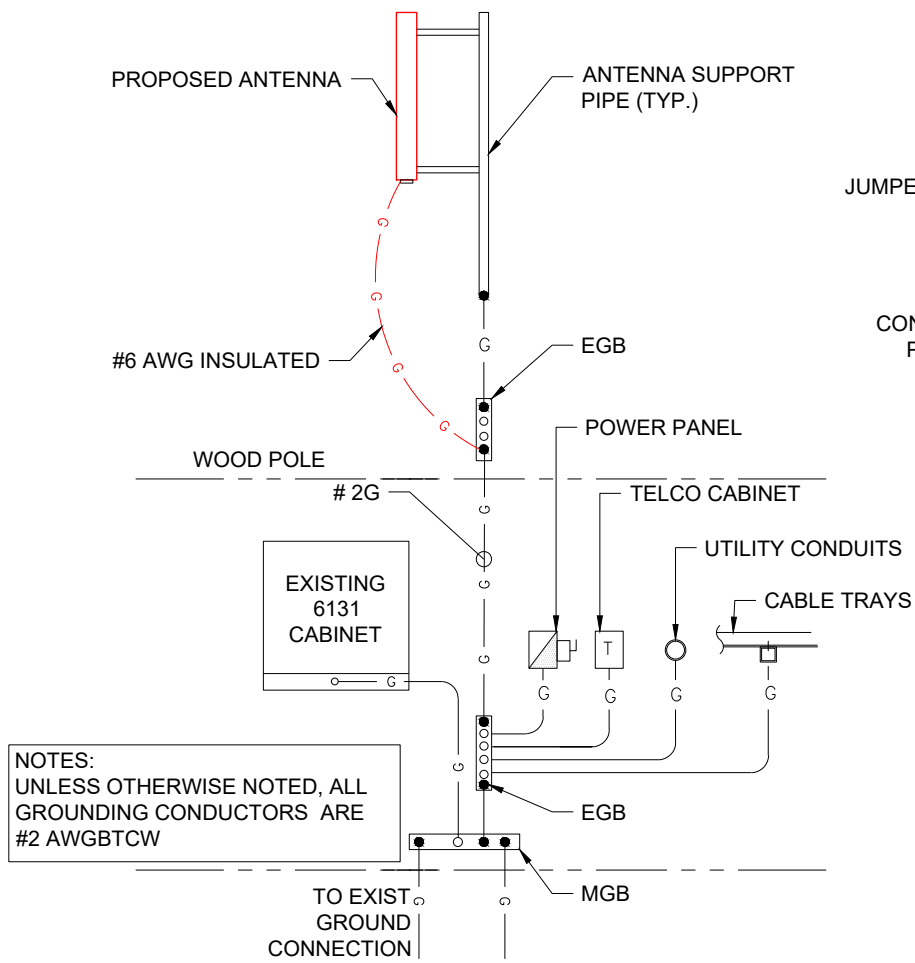 PROPOSED ANTENNA
ANTENNA SUPPORT
PIPE (TYP.)
JUMPE
G
G
G
CON
P
#6 AWG INSULATED
G
EGB
G
G
POWER PANEL
WOOD POLE
# 2G
G
TELCO CABINET
UTILITY CONDUITS
EXISTING
6131
CABINET
G
CABLE TRAYS
T
G
G
G
G
G
G
G
NOTES:
UNLESS OTHERWISE NOTED, ALL
GROUNDING CONDUCTORS ARE
#2 AWGBTCW
EGB
MGB
TO EXIST
GROUND
CONNECTION
G
G